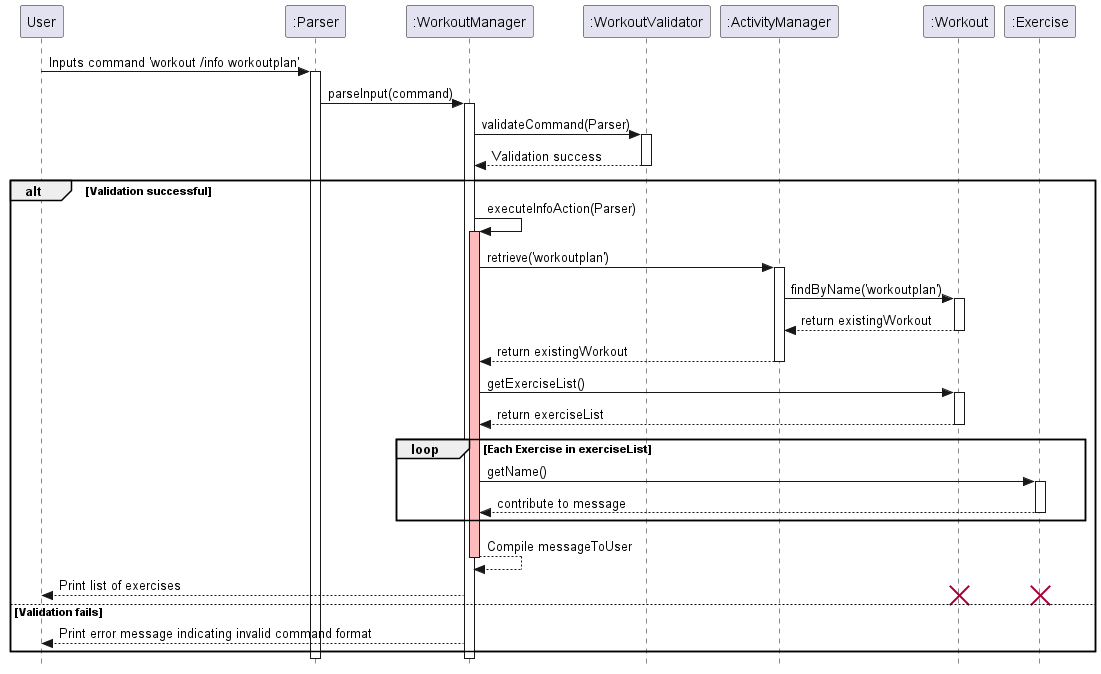 User
:Parser
:WorkoutManager
:WorkoutValidator
:ActivityManager
:Workout
:Exercise
Inputs command 'workout /info workoutplan'
parseInput(command)
validateCommand(Parser)
Validation success
alt
[Validation successful]
executeInfoAction(Parser)
retrieve('workoutplan')
findByName('workoutplan')
return existingWorkout
return existingWorkout
getExerciseList()
return exerciseList
loop
[Each Exercise in exerciseList]
getName()
contribute to message
Compile messageToUser
Print list of exercises
[Validation fails]
Print error message indicating invalid command format